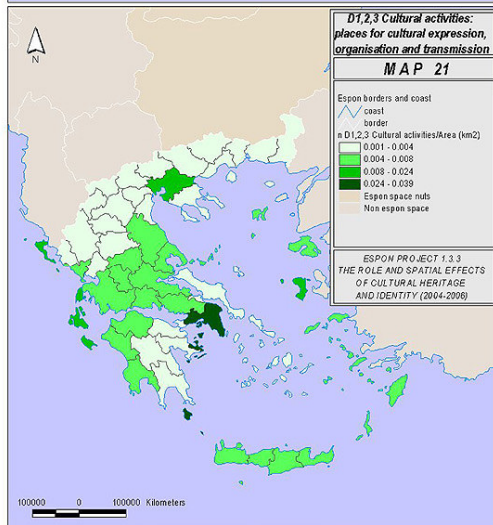 D1,2,3 Cultural activities:
places for cultural expression,
organisation and transmission
MAP 21
Espon borders and coast
coast
border
n D1,2,3 Cultural activities/Area (km2)
0.001 - 0.004
0.004 - 0.008
0.008 - 0.024
0.024 - 0.039
Espon space nuts
Non espon space
ESPON PROJECT 1.3.3
THE ROLE AND SPATIAL EFFECTS
OF CULTURAL HERITAGE
AND IDENTITY (2004-2006)
N
100000 0 100000 Kilometers